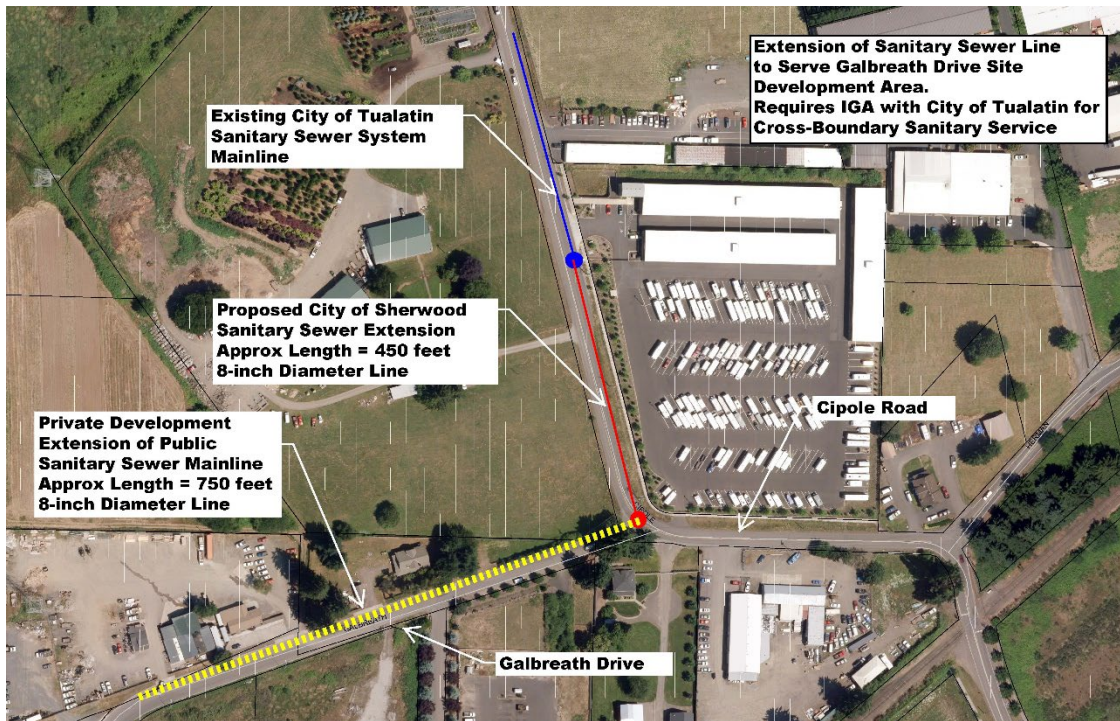 Extension of Sanitary Sewer Line
to Serve Galbreath Drive Site
Development Area.
Requires IGA with City of Tualatin for
Cross-Boundary Sanitary Service
Existing City of Tualatin
Sanitary Sewer System
Mainline
Proposed City of Sherwood
Sanitary Sewer Extension
Approx Length = 450 feet
8-inch Diameter Line
Cipole Road
Private Development
Extension of Public
Sanitary Sewer Mainline
Approx Length = 750 feet
8-inch Diameter Line
HERMAN
GALBREATH
Galbreath Drive